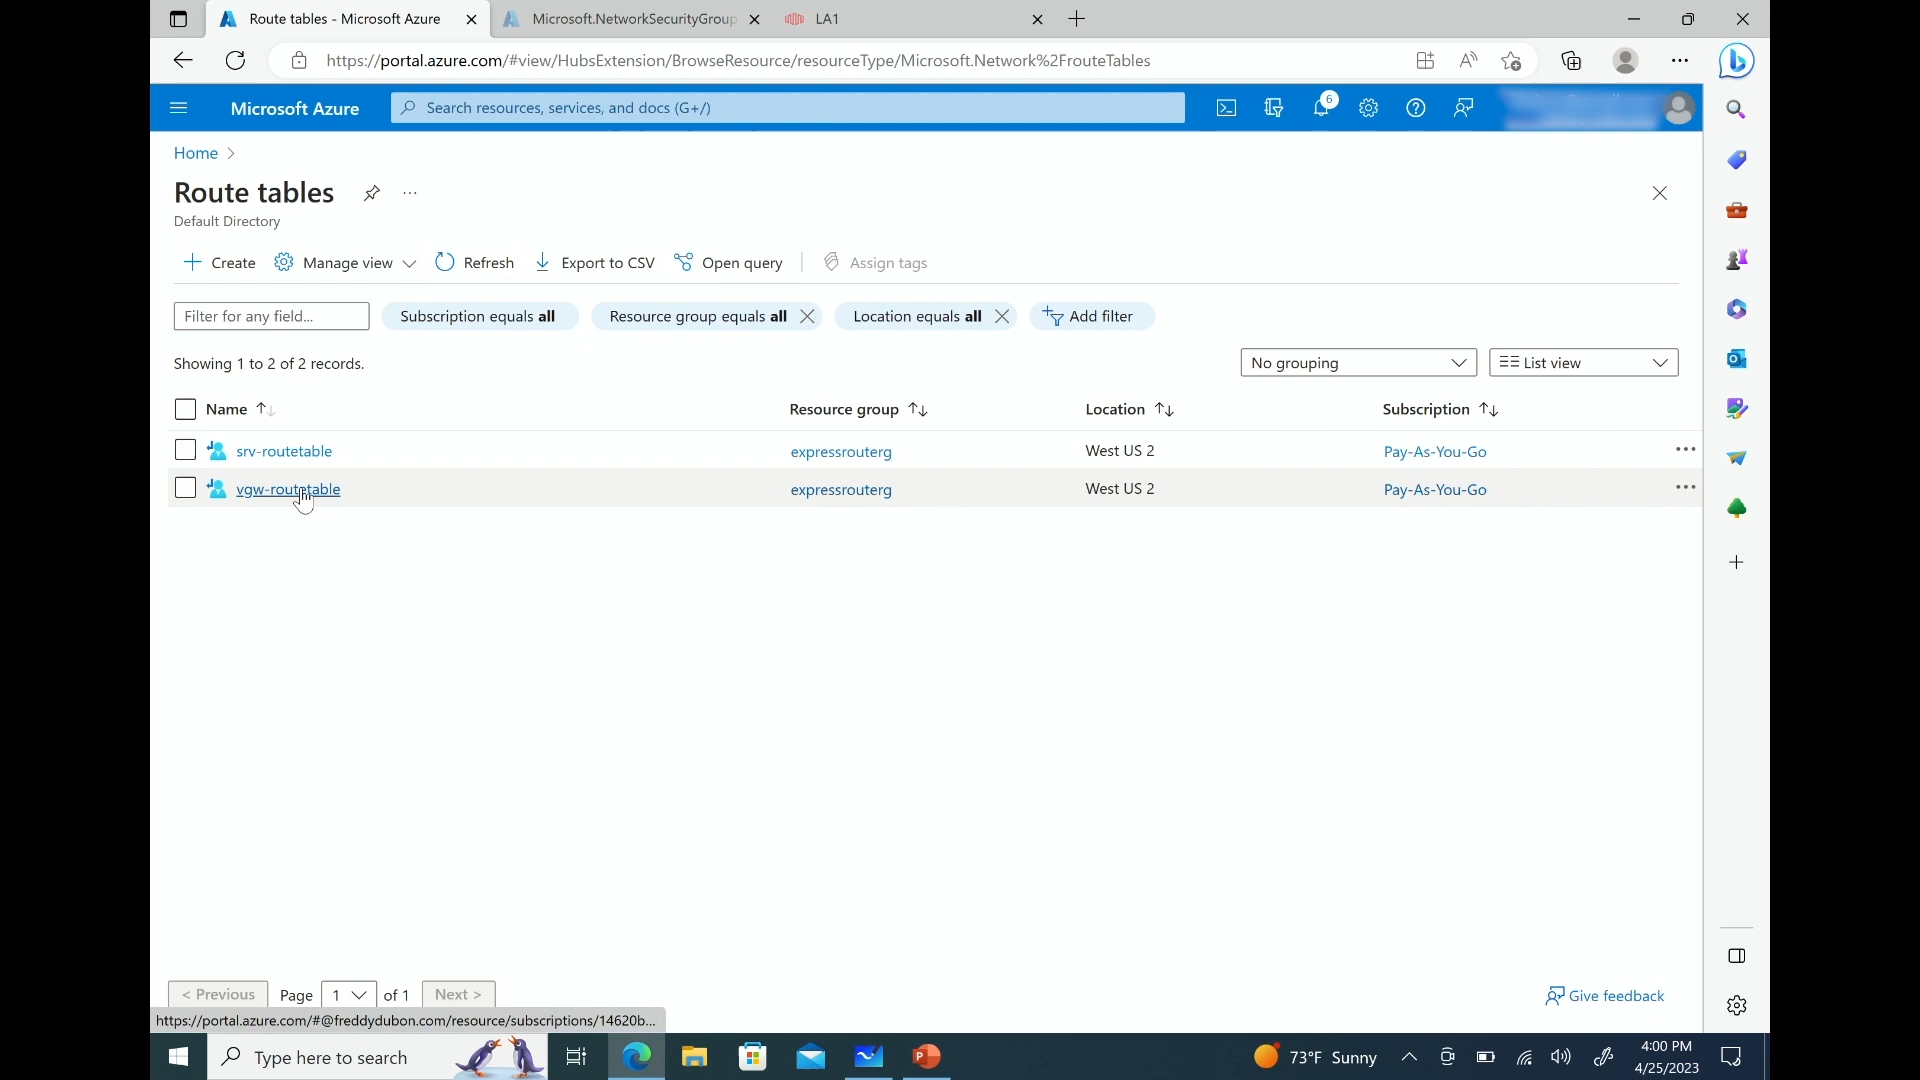 Route tables - Microsoft Azure
Microsoft.NetworkSecurityGroup
LA1
https://portal.azure.com/#view/HubsExtension/BrowseResource/resourceType/Microsoft.Network%2FrouteTables
Microsoft Azure
Search resources, services, and docs (G+/)
6
Home >
Route tables
Default Directory
Create
Manage view
Refresh
Export to CSV
Open query
Assign tags
Filter for any field...
Subscription equals all
Resource group equals all
Location equals all
Add filter
Showing 1 to 2 of 2 records.
No grouping
List view
Name Resource group Location Subscription
srv-routetable expressrouterg West US 2 Pay-As-You-Go
vgw-routetable expressrouterg West US 2 Pay-As-You-Go
< Previous Page 1 of 1 Next >
Give feedback
https://portal.azure.com/#@freddydubon.com/resource/subscriptions/14620b...
Type here to search
73°F Sunny
4:00 PM
4/25/2023